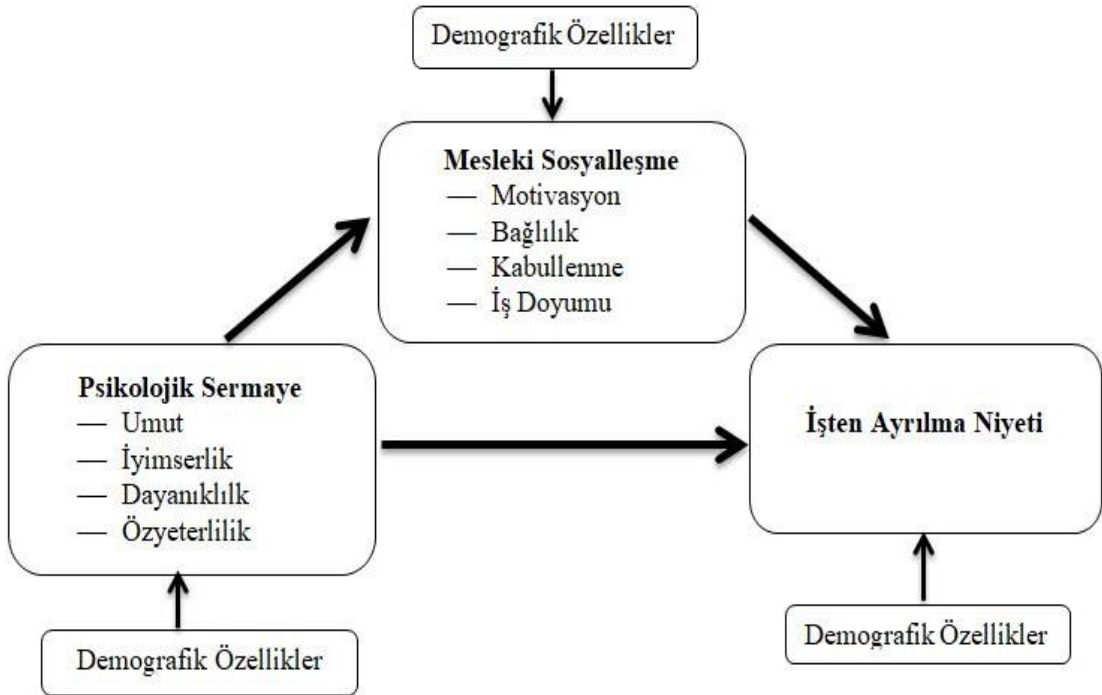 Demografik Özellikler
Mesleki Sosyalleşme
— Motivasyon
— Bağlılık
— Kabullenme
— İş Doyumu
Psikolojik Sermaye
— Umut
— İyimserlik
— Dayanıklılk
— Özyeterlilik
İşten Ayrılma Niyeti
Demografik Özellikler
Demografik Özellikler